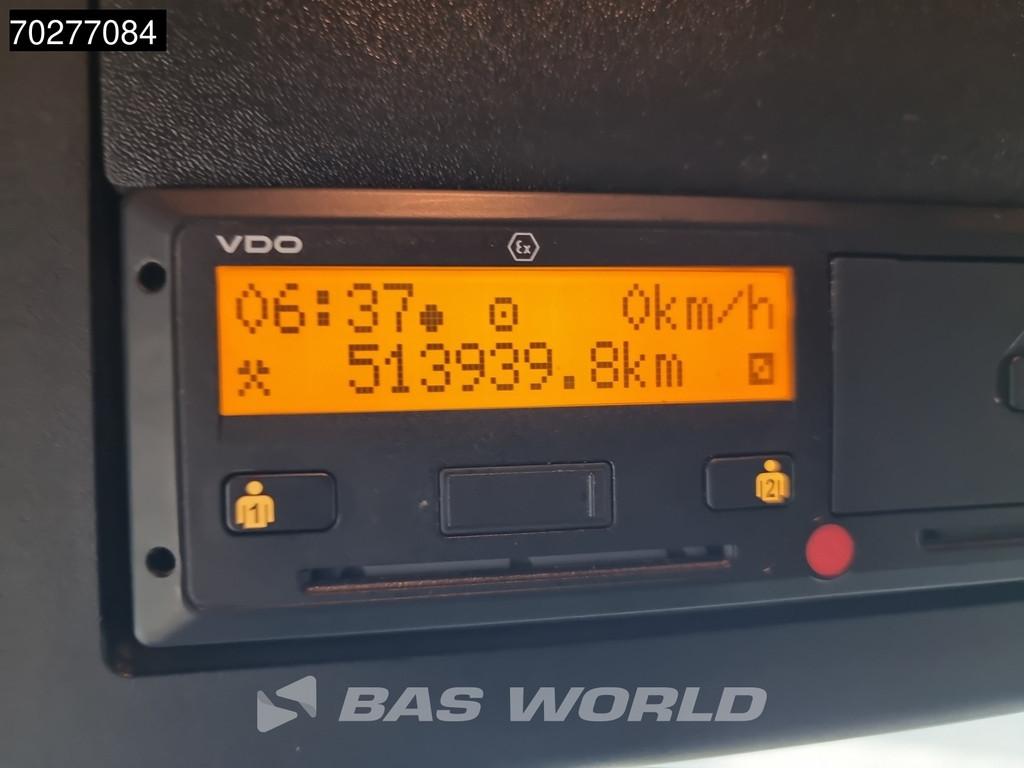 70277084
VDO
Ex
06:37 0km/h
513939.8km
1
2
BAS WORLD